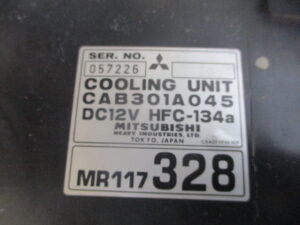 SER. NO.
057226
COOLING UNIT
CAB301A045
DC12V HFC-134a
MITSUBISHI
HEAVY INDUSTRIES, LTD.
TOKYO, JAPAN
MR117 328